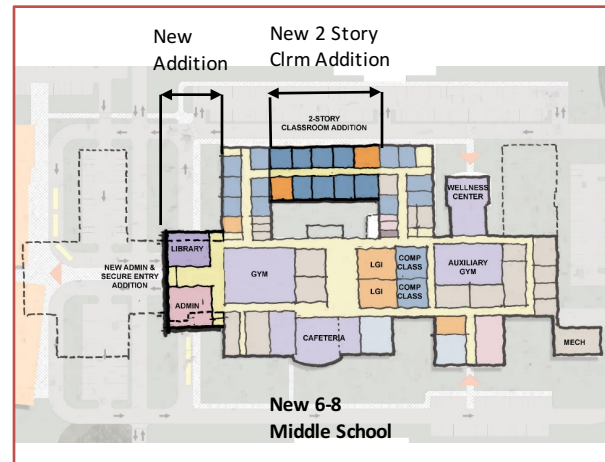 New
Addition
New 2 Story
Clrm Addition
2-STORY
CLASSROOM ADDITION
WELLNESS
CENTER
LIBRARY
NEW ADMIN &
SECURE ENTRY
ADDITION
ADMIN
GYM
LGI
COMP
CLASS
LGI
COMP
CLASS
AUXILIARY
GYM
CAFETERIA
MECH
New 6-8
Middle School